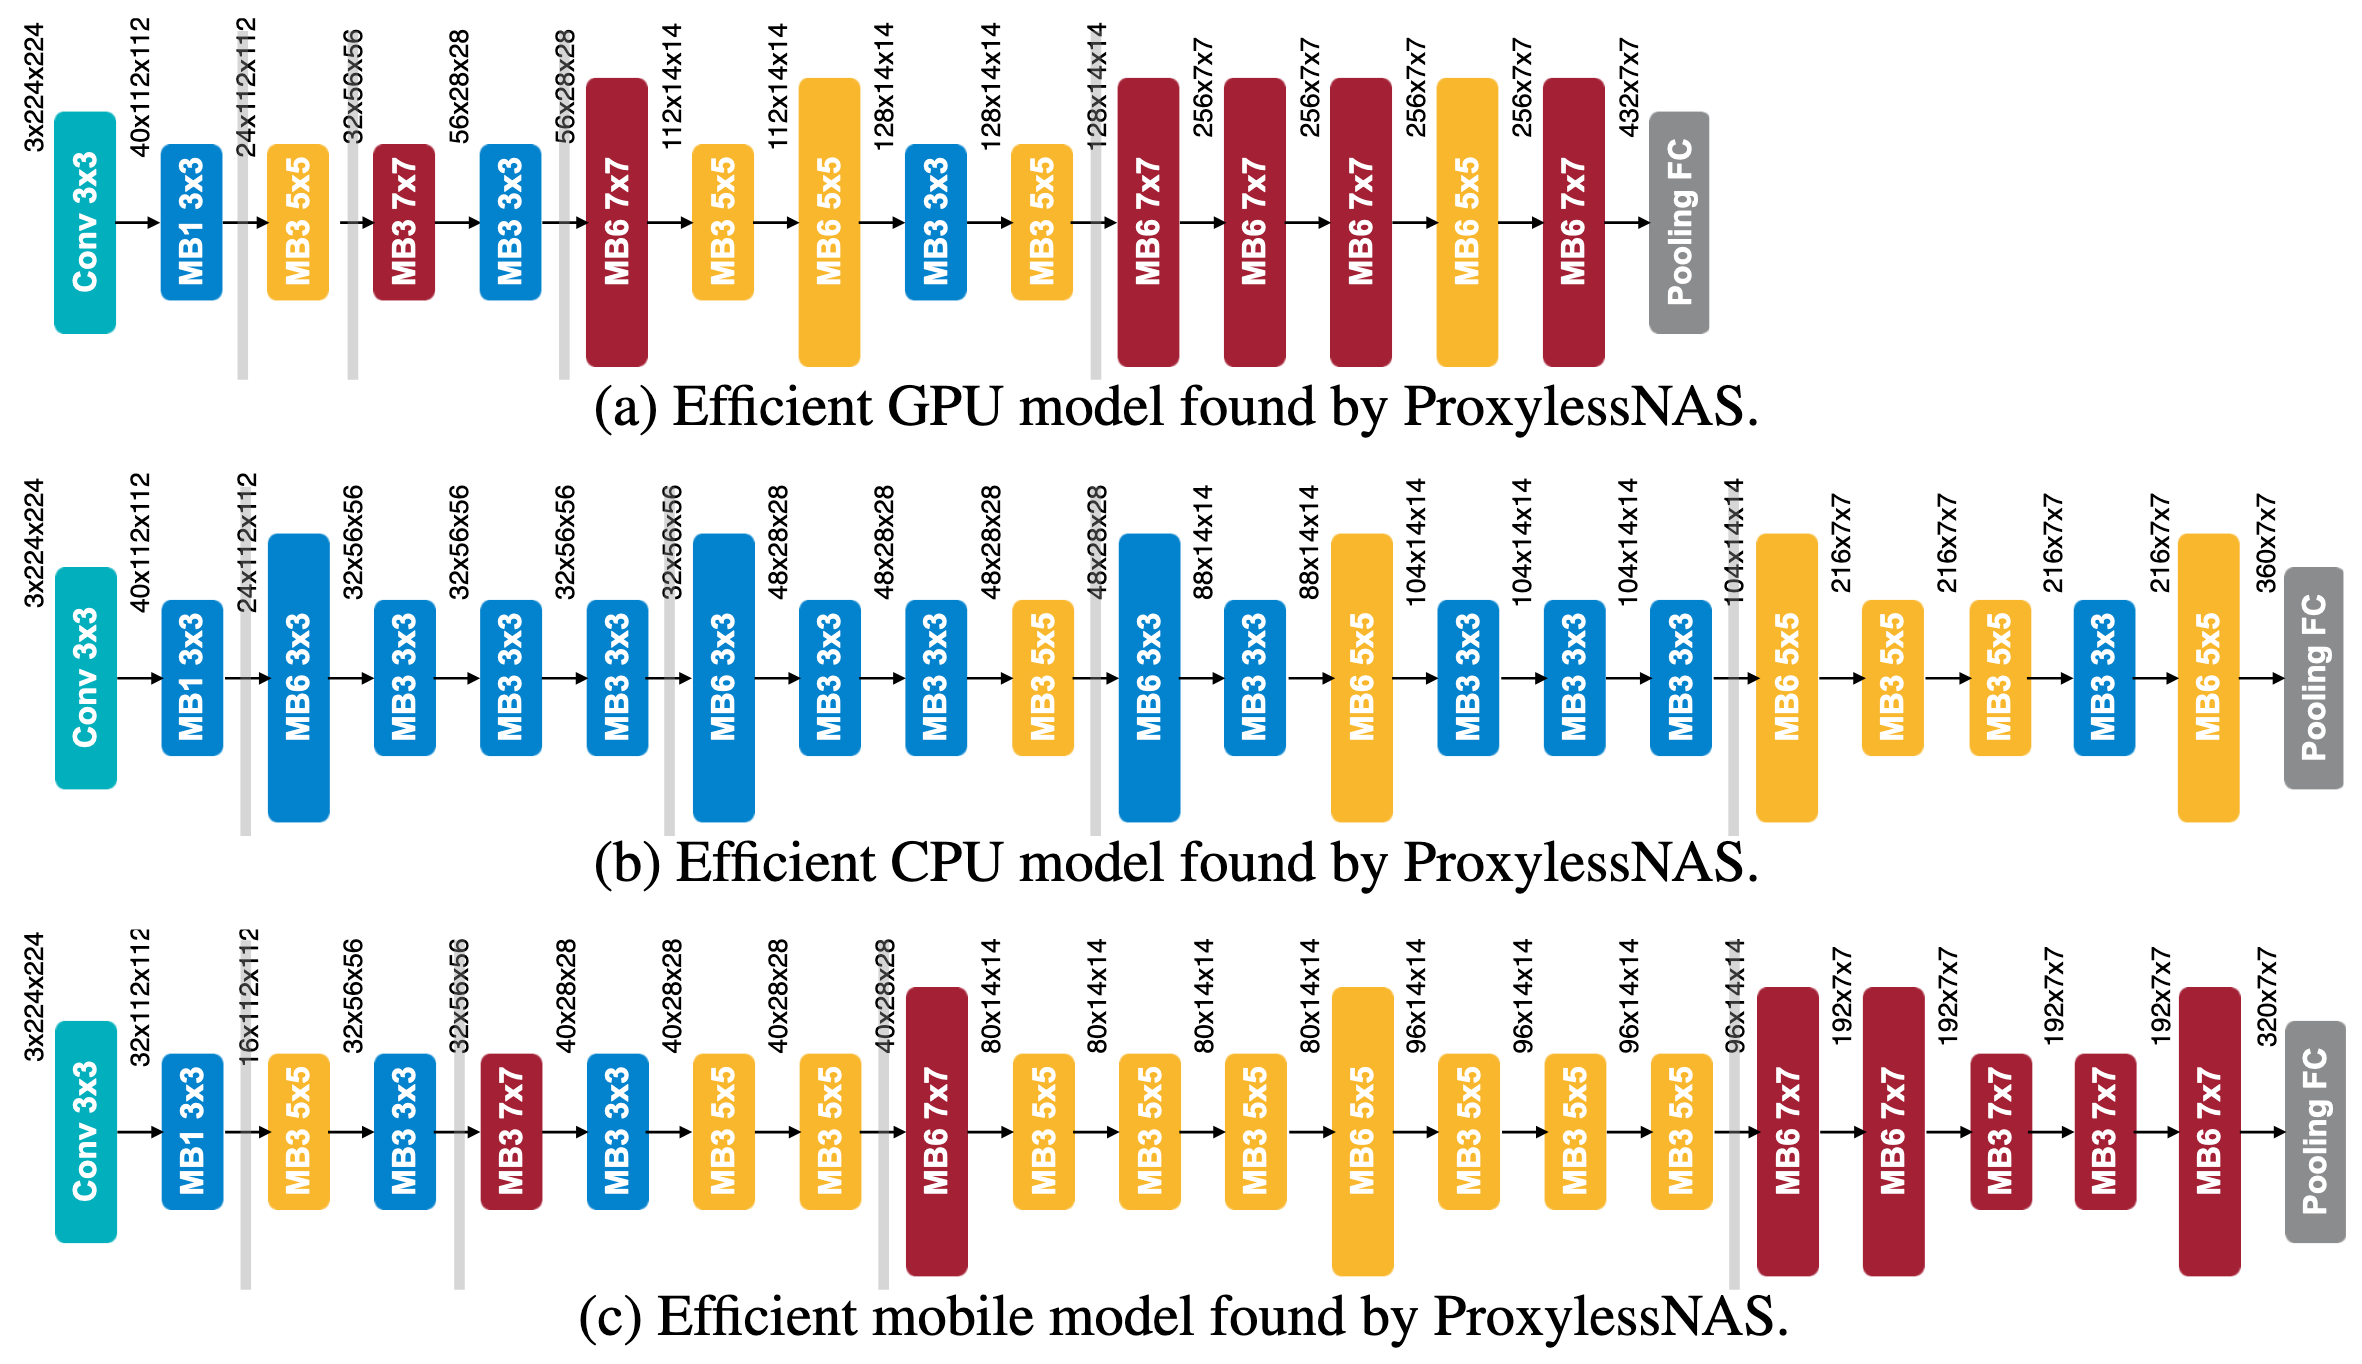 3x224x224
Conv 3x3
40x112x112
MB1 3x3
24x112x112
MB3 5x5
32x56x56
MB3 7x7
56x28x28
MB3 3x3
56x28x28
MB6 7x7
112x14x14
MB3 5x5
112x14x14
MB6 5x5
128x14x14
MB3 3x3
128x14x14
MB3 5x5
128x14x14
MB6 7x7
256x7x7
MB6 7x7
256x7x7
MB6 7x7
256x7x7
MB6 5x5
256x7x7
MB6 7x7
432x7x7
Pooling FC
(a) Efficient GPU model found by ProxylessNAS.
3x224x224
Conv 3x3
40x112x112
MB1 3x3
24x112x112
MB6 3x3
32x56x56
MB3 3x3
32x56x56
MB3 3x3
32x56x56
MB3 3x3
32x56x56
MB6 3x3
48x28x28
MB3 3x3
48x28x28
MB3 3x3
48x28x28
MB3 5x5
48x28x28
MB6 3x3
88x14x14
MB3 3x3
88x14x14
MB6 5x5
104x14x14
MB3 3x3
104x14x14
MB3 3x3
104x14x14
MB3 3x3
104x14x14
MB6 5x5
216x7x7
MB3 5x5
216x7x7
MB3 5x5
216x7x7
MB3 3x3
216x7x7
MB6 5x5
360x7x7
Pooling FC
(b) Efficient CPU model found by ProxylessNAS.
3x224x224
Conv 3x3
32x112x112
MB1 3x3
16x112x112
MB3 5x5
32x56x56
MB3 3x3
32x56x56
MB3 7x7
40x28x28
MB3 3x3
40x28x28
MB3 5x5
40x28x28
MB3 5x5
40x28x28
MB6 7x7
80x14x14
MB3 5x5
80x14x14
MB3 5x5
80x14x14
MB3 5x5
80x14x14
MB6 5x5
96x14x14
MB3 5x5
96x14x14
MB3 5x5
96x14x14
MB3 5x5
96x14x14
MB6 7x7
192x7x7
MB6 7x7
192x7x7
MB3 7x7
192x7x7
MB3 7x7
192x7x7
MB6 7x7
320x7x7
Pooling FC
(c) Efficient mobile model found by ProxylessNAS.